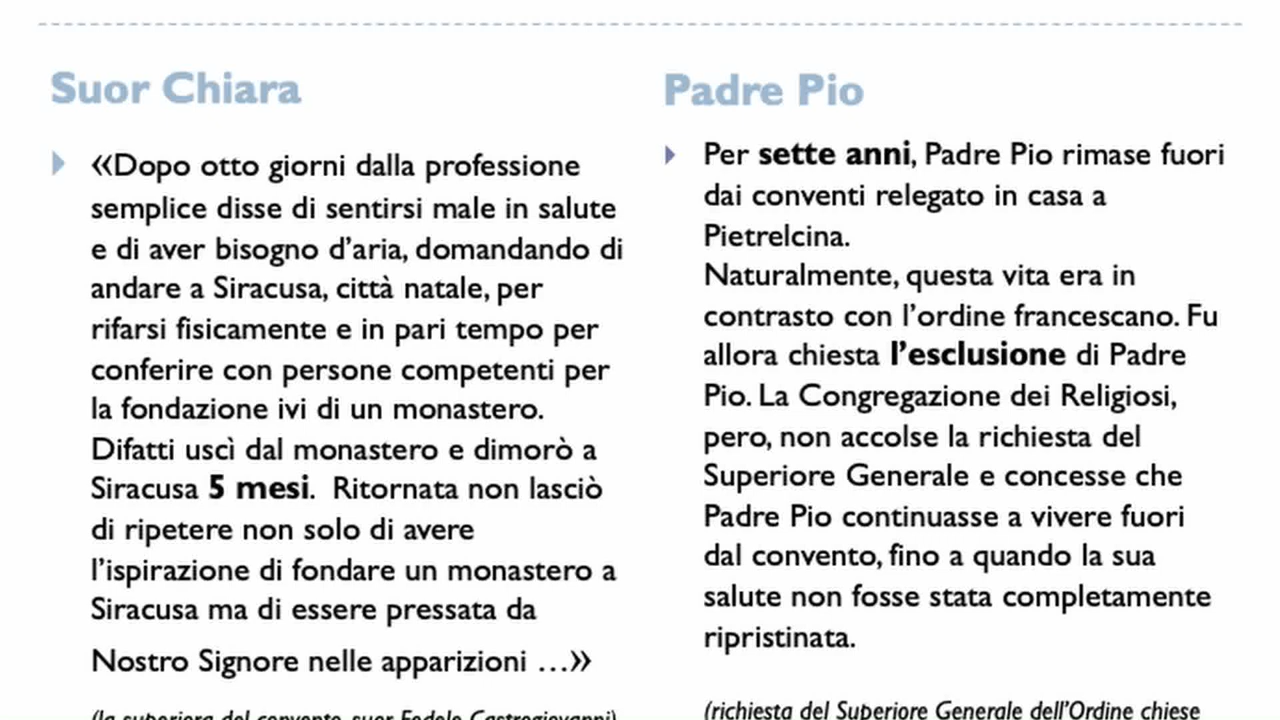 Suor Chiara
«Dopo otto giorni dalla professione
semplice disse di sentirsi male in salute
e di aver bisogno d’aria, domandando di
andare a Siracusa, città natale, per
rifarsi fisicamente e in pari tempo per
conferire con persone competenti per
la fondazione ivi di un monastero.
Difatti uscì dal monastero e dimorò a
Siracusa 5 mesi. Ritornata non lasciò
di ripetere non solo di avere
l’ispirazione di fondare un monastero a
Siracusa ma di essere pressata da
Nostro Signore nelle apparizioni …»
(la superiora del convento, suor Fedele Castrogiovanni)
Padre Pio
Per sette anni, Padre Pio rimase fuori
dai conventi relegato in casa a
Pietrelcina.
Naturalmente, questa vita era in
contrasto con l’ordine francescano. Fu
allora chiesta l’esclusione di Padre
Pio. La Congregazione dei Religiosi,
pero, non accolse la richiesta del
Superiore Generale e concesse che
Padre Pio continuasse a vivere fuori
dal convento, fino a quando la sua
salute non fosse stata completamente
ripristinata.
(richiesta del Superiore Generale dell’Ordine chiese